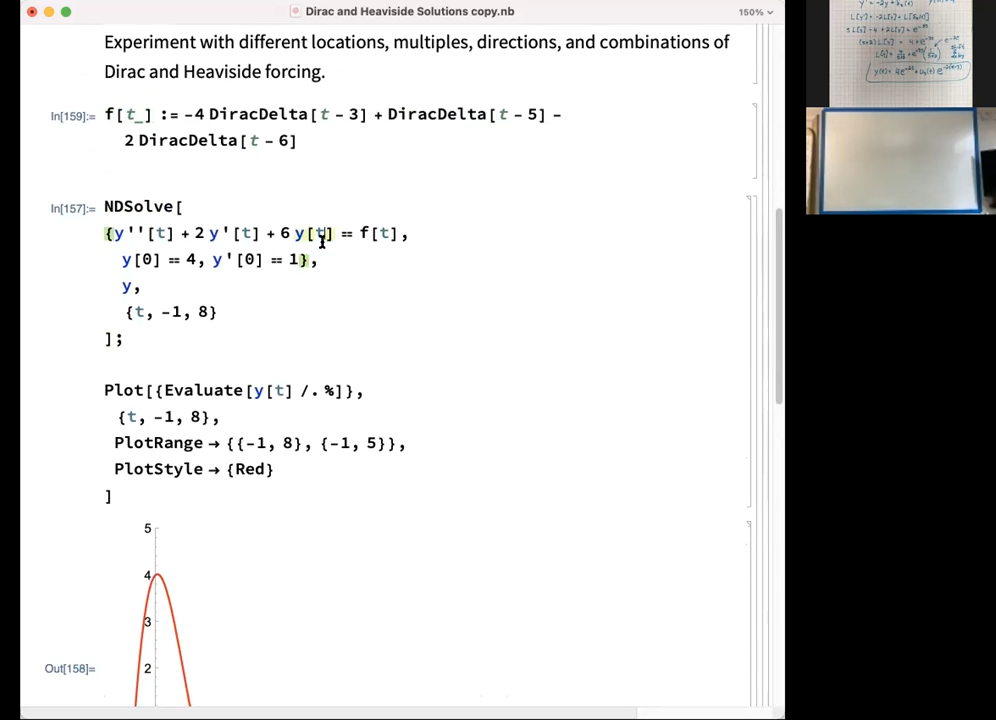 Dirac and Heaviside Solutions copy.nb
150%
Experiment with different locations, multiples, directions, and combinations of
Dirac and Heaviside forcing.
In[159]:= f[t_] := -4 DiracDelta[t - 3] + DiracDelta[t - 5] -
2 DiracDelta[t - 6]
In[157]:= NDSolve[
{y''[t] + 2 y'[t] + 6 y[t] == f[t],
y[0] == 4, y'[0] == 1},
y,
{t, -1, 8}
];
Plot[{Evaluate[y[t] /. %]},
{t, -1, 8},
PlotRange → {{-1, 8}, {-1, 5}},
PlotStyle → {Red}
]
5
4
3
Out[158]= 2